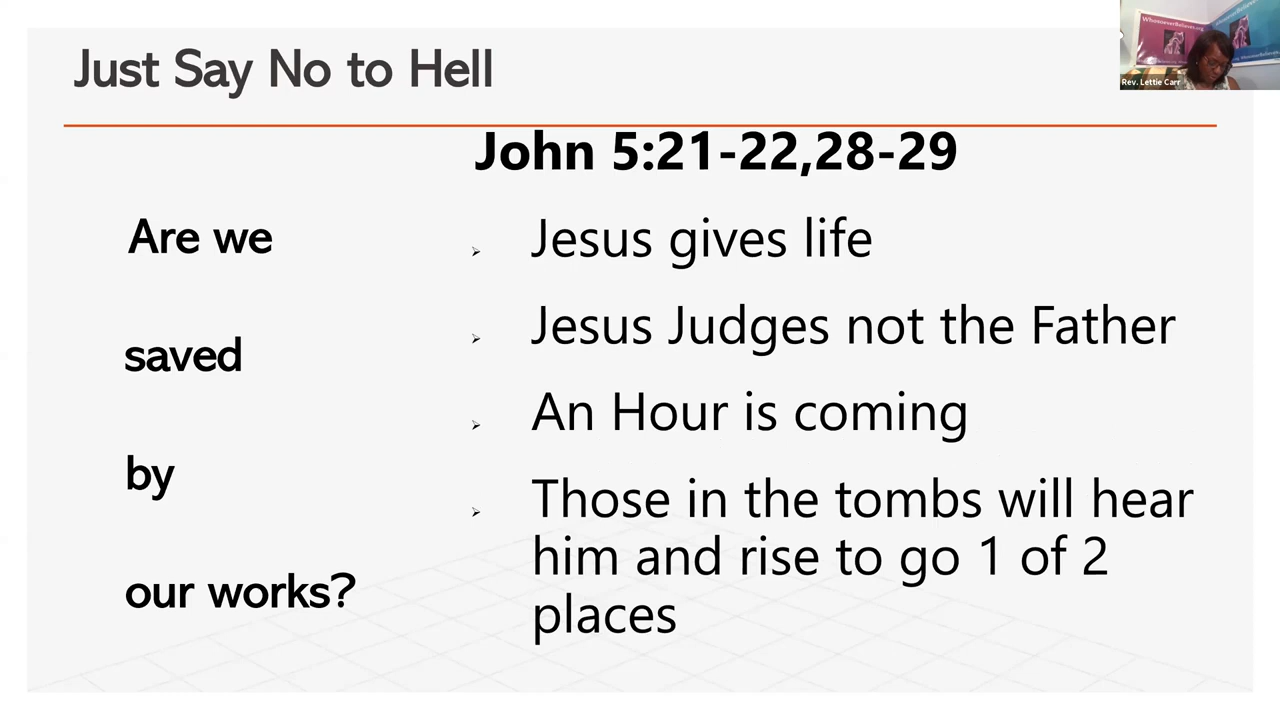 Just Say No to Hell
WhosoeverBelieves.org
Rev. Lettie Carr
John 5:21-22,28-29
Are we
saved
by
our works?
➢ Jesus gives life
➢ Jesus Judges not the Father
➢ An Hour is coming
➢ Those in the tombs will hear
him and rise to go 1 of 2
places